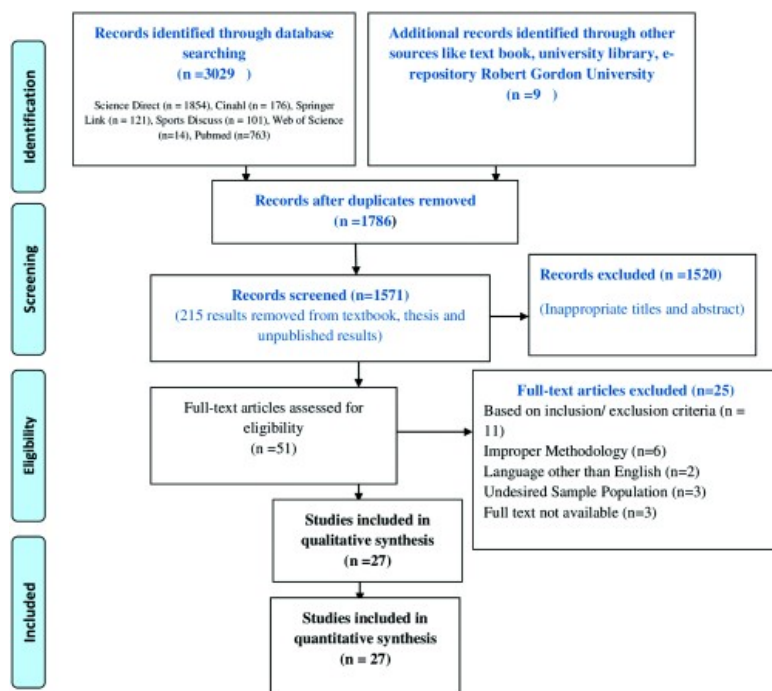 Identification
Records identified through database
searching
(n =3029 )
Science Direct (n = 1854), Cinahl (n = 176), Springer
Link (n = 121), Sports Discuss (n = 101), Web of Science
(n=14), Pubmed (n=763)
Additional records identified through other
sources like text book, university library, e-
repository Robert Gordon University
(n =9 )
Records after duplicates removed
(n =1786)
Screening
Records screened (n=1571)
(215 results removed from textbook, thesis and
unpublished results)
Records excluded (n =1520)
(Inappropriate titles and abstract)
Eligibility
Full-text articles assessed for
eligibility
(n =51)
Full-text articles excluded (n=25)
Based on inclusion/ exclusion criteria (n =
11)
Improper Methodology (n=6)
Language other than English (n=2)
Undesired Sample Population (n=3)
Full text not available (n=3)
Studies included in
qualitative synthesis
(n =27)
Included
Studies included in
quantitative synthesis
(n = 27)